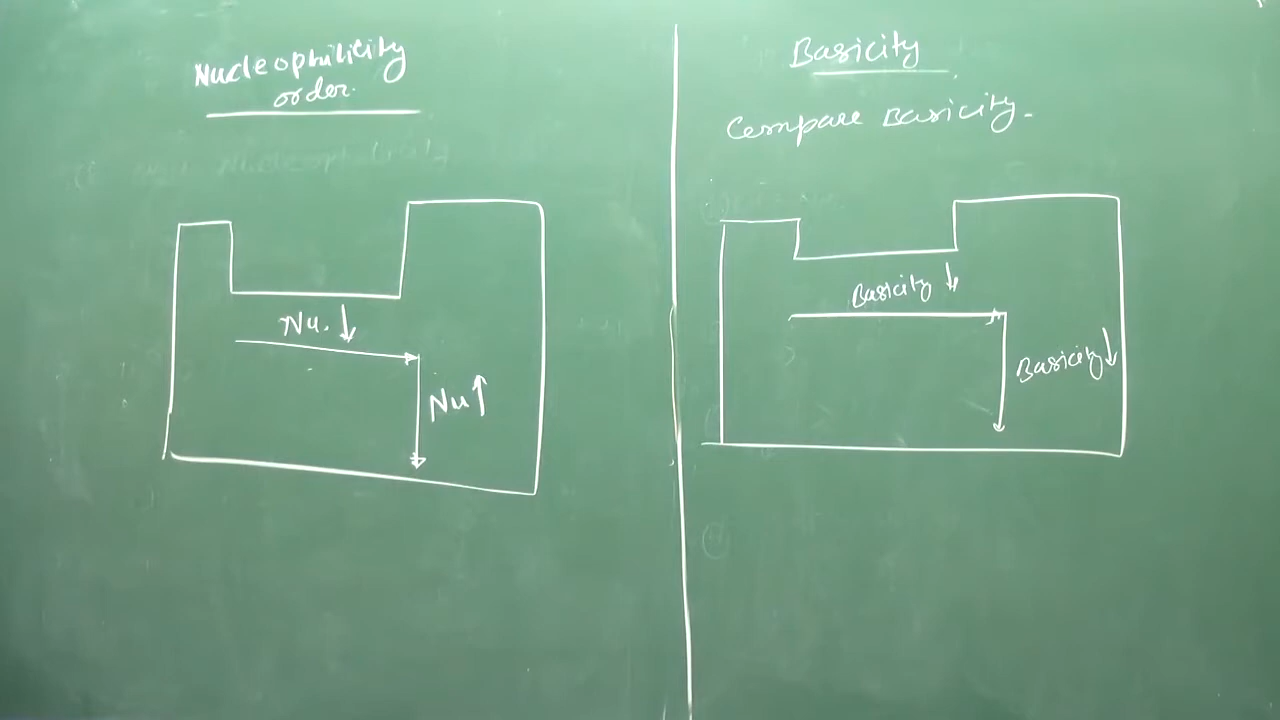 Nucleophilicity
order.
Nu. ↓
Nu ↑
Basicity
Compare Basicity.
Basicity ↓
Basicity ↓